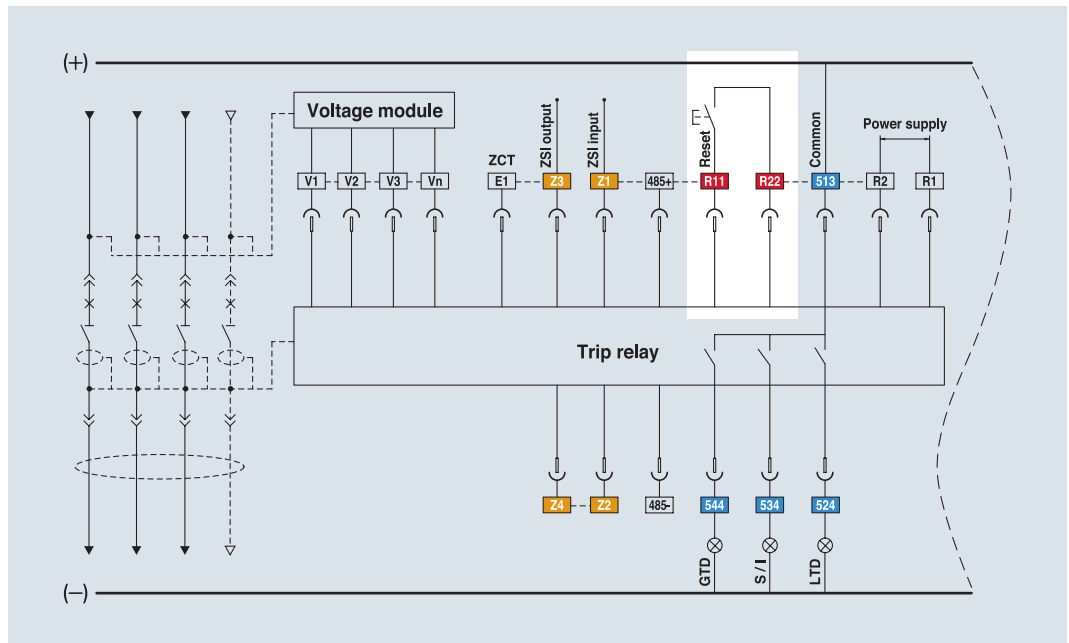 (+)
Voltage module
ZCT
ZSI output
ZSI input
Reset
Common
Power supply
V1
V2
V3
Vn
E1
Z3
Z1
485+
R11
R22
513
R2
R1
Trip relay
Z4
Z2
485-
544
534
524
GTD
S / I
LTD
(−)